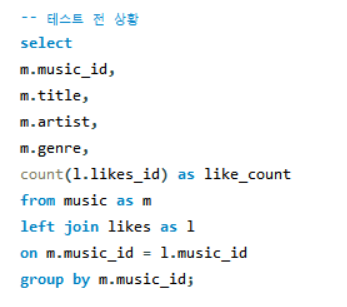 -- 테스트 전 상황
select
m.music_id,
m.title,
m.artist,
m.genre,
count(l.likes_id) as like_count
from music as m
left join likes as l
on m.music_id = l.music_id
group by m.music_id;